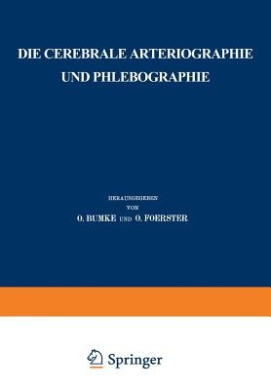 DIE CEREBRALE ARTERIOGRAPHIE
UND PHLEBOGRAPHIE
HERAUSGEGEBEN
VON
O. BUMKE UND O. FOERSTER
Springer